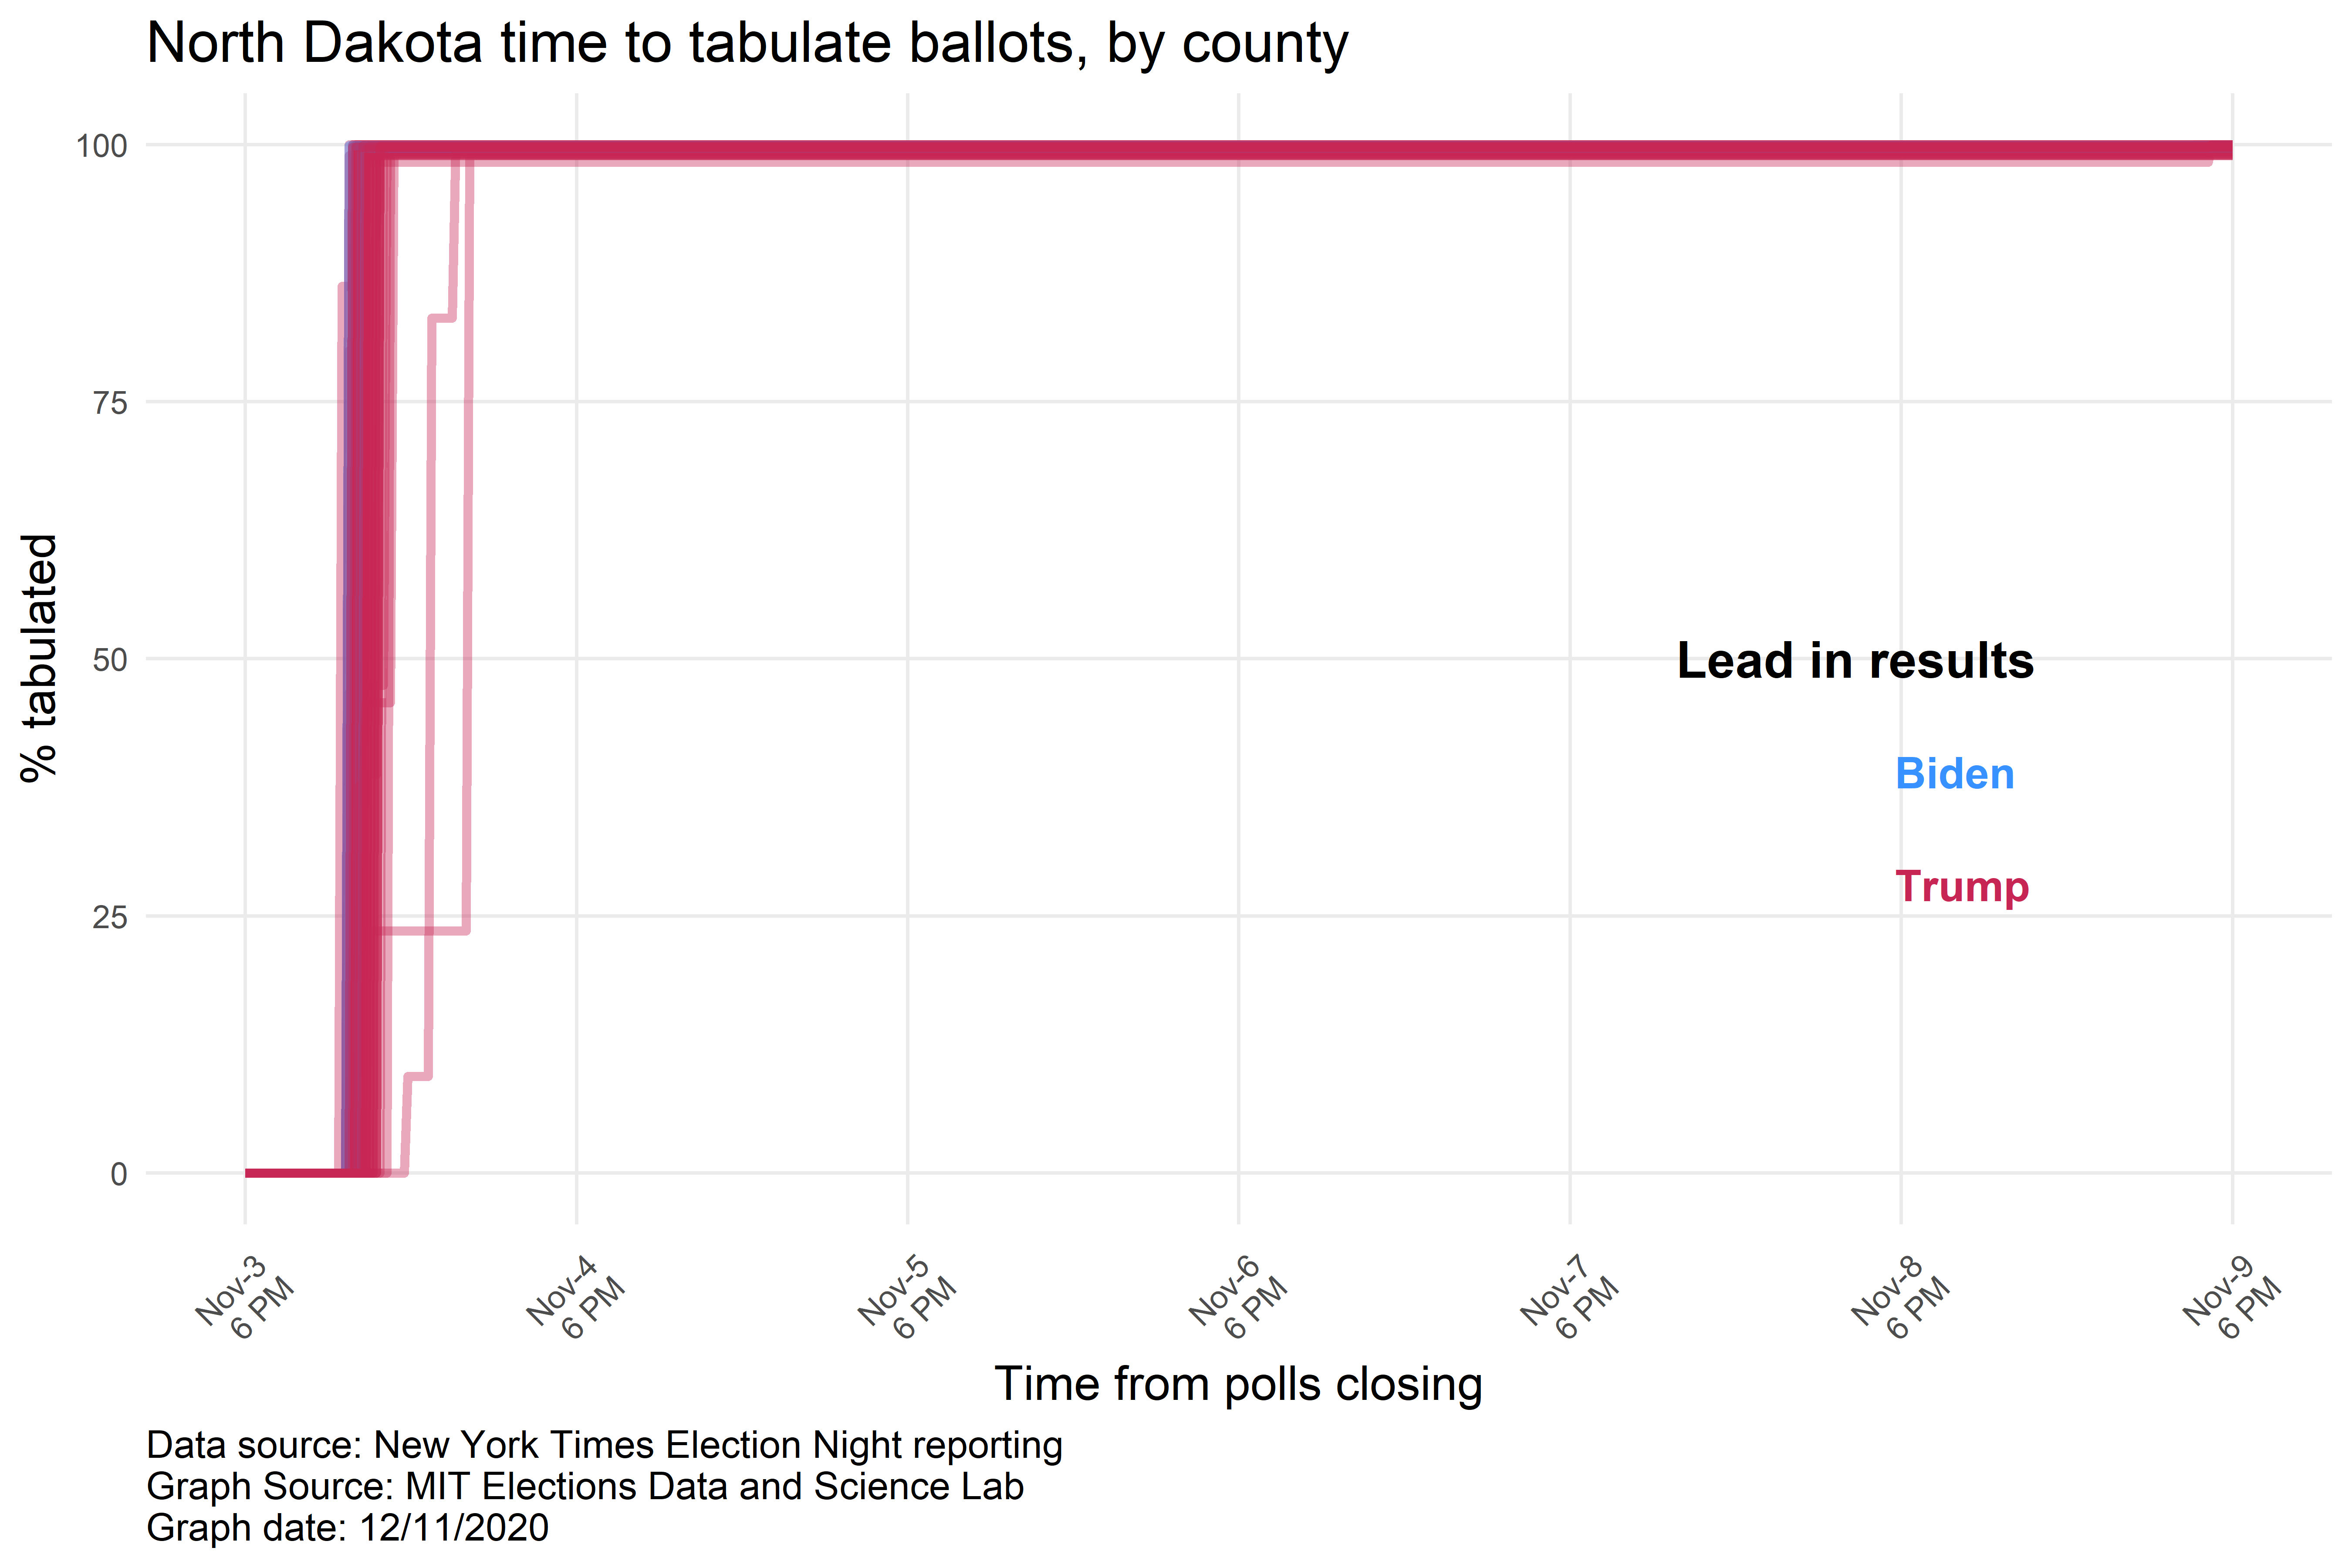 North Dakota time to tabulate ballots, by county
% tabulated
100
75
50
25
0
Lead in results
Biden
Trump
Nov-3
6 PM
Nov-4
6 PM
Nov-5
6 PM
Nov-6
6 PM
Nov-7
6 PM
Nov-8
6 PM
Nov-9
6 PM
Time from polls closing
Data source: New York Times Election Night reporting
Graph Source: MIT Elections Data and Science Lab
Graph date: 12/11/2020